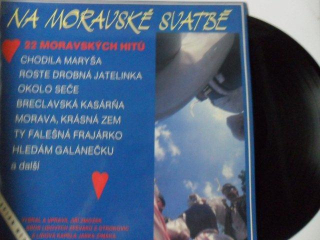 NA MORAVSKÉ SVATBĚ
22 MORAVSKÝCH HITŮ
CHODILA MARYŠA
ROSTE DROBNÁ JATELINKA
OKOLO SEČE
BRECLAVSKÁ KASÁRŇA
MORAVA, KRÁSNÁ ZEM
TY FALEŠNÁ FRAJÁRKO
HLEDÁM GALÁNEČKU
a další